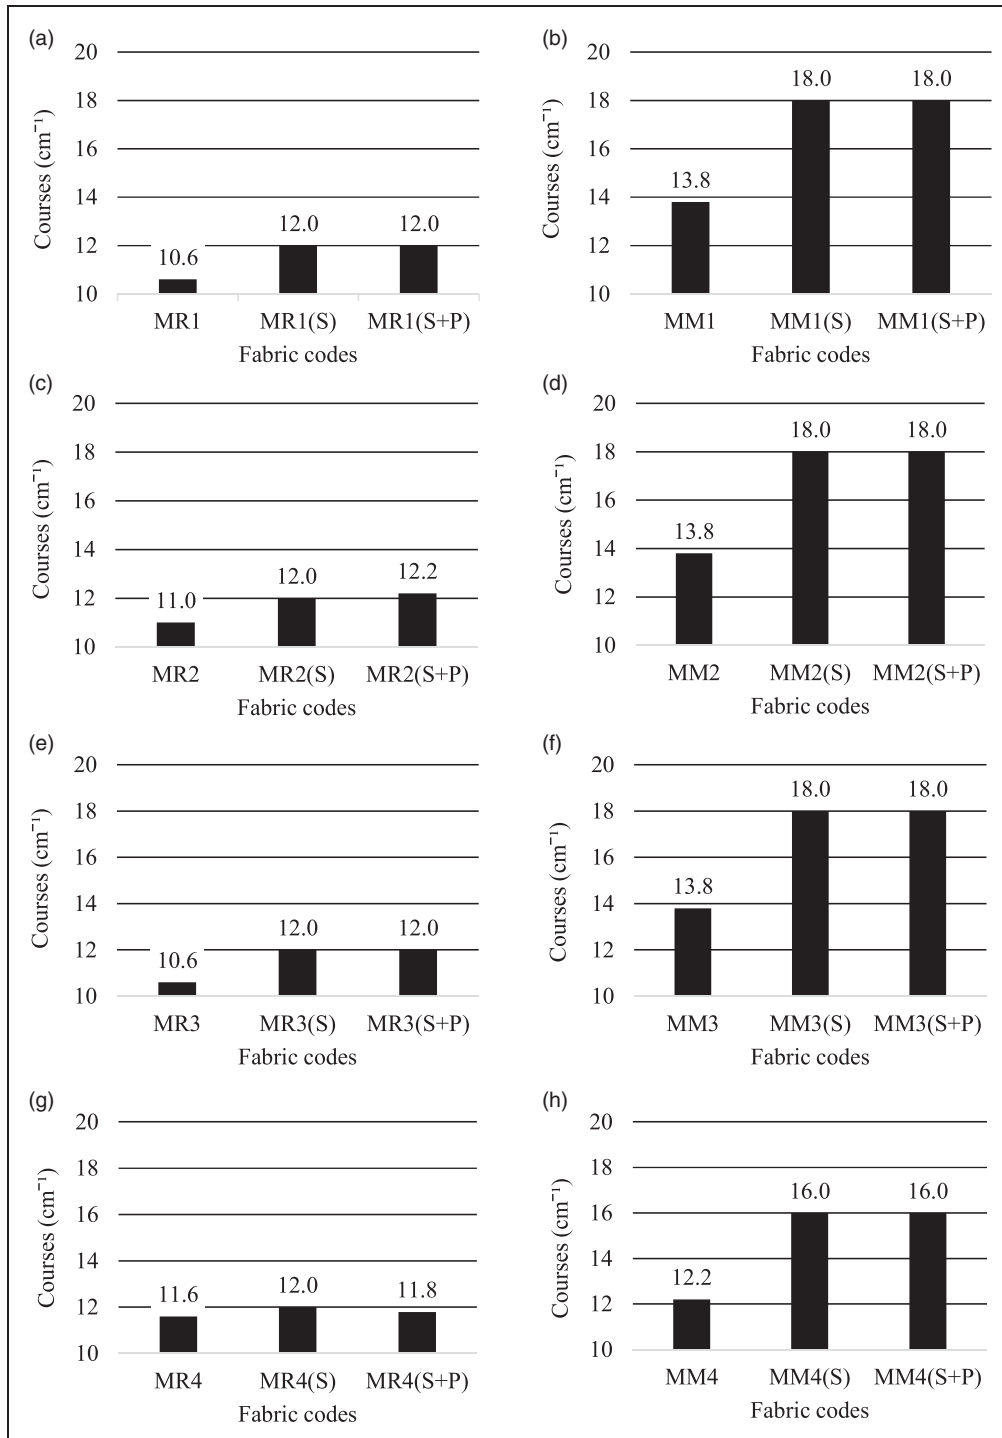 (a)
20
18
16
14
12
10
Courses (cm⁻¹)
10.6
12.0
12.0
MR1
MR1(S)
MR1(S+P)
Fabric codes
(b)
20
18
16
14
12
10
Courses (cm⁻¹)
13.8
18.0
18.0
MM1
MM1(S)
MM1(S+P)
Fabric codes
(c)
20
18
16
14
12
10
Courses (cm⁻¹)
11.0
12.0
12.2
MR2
MR2(S)
MR2(S+P)
Fabric codes
(d)
20
18
16
14
12
10
Courses (cm⁻¹)
13.8
18.0
18.0
MM2
MM2(S)
MM2(S+P)
Fabric codes
(e)
20
18
16
14
12
10
Courses (cm⁻¹)
10.6
12.0
12.0
MR3
MR3(S)
MR3(S+P)
Fabric codes
(f)
20
18
16
14
12
10
Courses (cm⁻¹)
13.8
18.0
18.0
MM3
MM3(S)
MM3(S+P)
Fabric codes
(g)
20
18
16
14
12
10
Courses (cm⁻¹)
11.6
12.0
11.8
MR4
MR4(S)
MR4(S+P)
Fabric codes
(h)
20
18
16
14
12
10
Courses (cm⁻¹)
12.2
16.0
16.0
MM4
MM4(S)
MM4(S+P)
Fabric codes